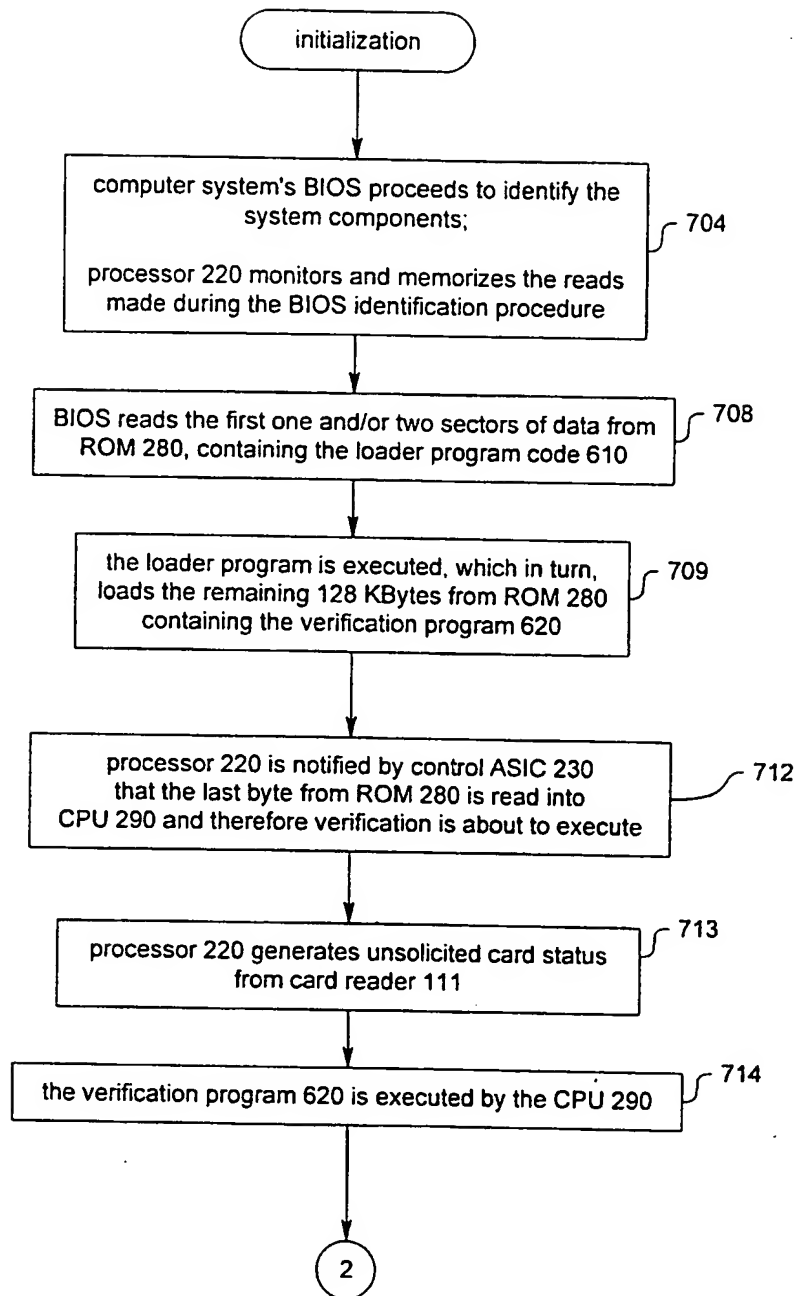 initialization
computer system's BIOS proceeds to identify the
system components;
processor 220 monitors and memorizes the reads
made during the BIOS identification procedure
704
BIOS reads the first one and/or two sectors of data from
ROM 280, containing the loader program code 610
708
the loader program is executed, which in turn,
loads the remaining 128 KBytes from ROM 280
containing the verification program 620
709
processor 220 is notified by control ASIC 230
that the last byte from ROM 280 is read into
CPU 290 and therefore verification is about to execute
712
processor 220 generates unsolicited card status
from card reader 111
713
the verification program 620 is executed by the CPU 290
714
2